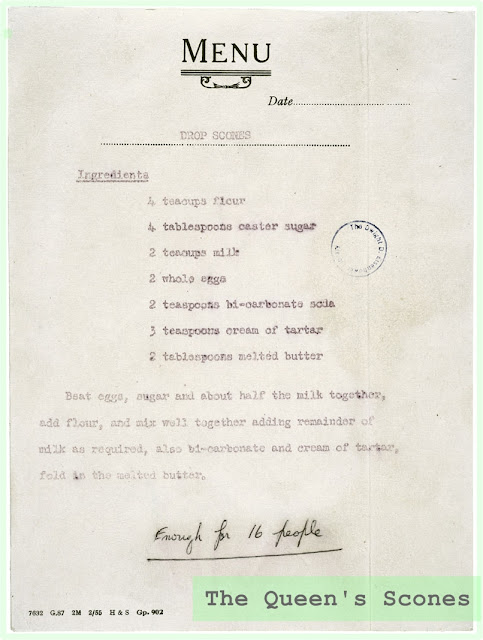 MENU
Date
DROP SCONES
Ingredients
4 teacups flour
4 tablespoons caster sugar
2 teacups milk
2 whole eggs
2 teaspoons bi-carbonate soda
3 teaspoons cream of tartar
2 tablespoons melted butter
Beat eggs, sugar and about half the milk together,
add flour, and mix well together adding remainder of
milk as required, also bi-carbonate and cream of tartar,
fold in the melted butter.
Enough for 16 people
7632 G.87 2M 2/55 H & S Gp. 902
The Queen's Scones